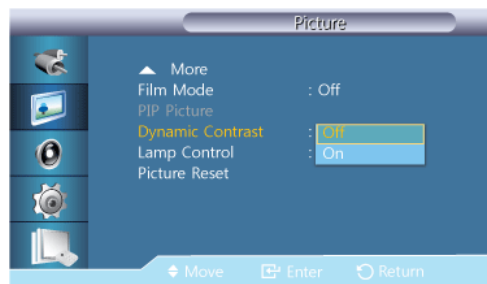 Picture
More
Film Mode : Off
PIP Picture
Dynamic Contrast : Off
Lamp Control : On
Picture Reset
Move Enter Return